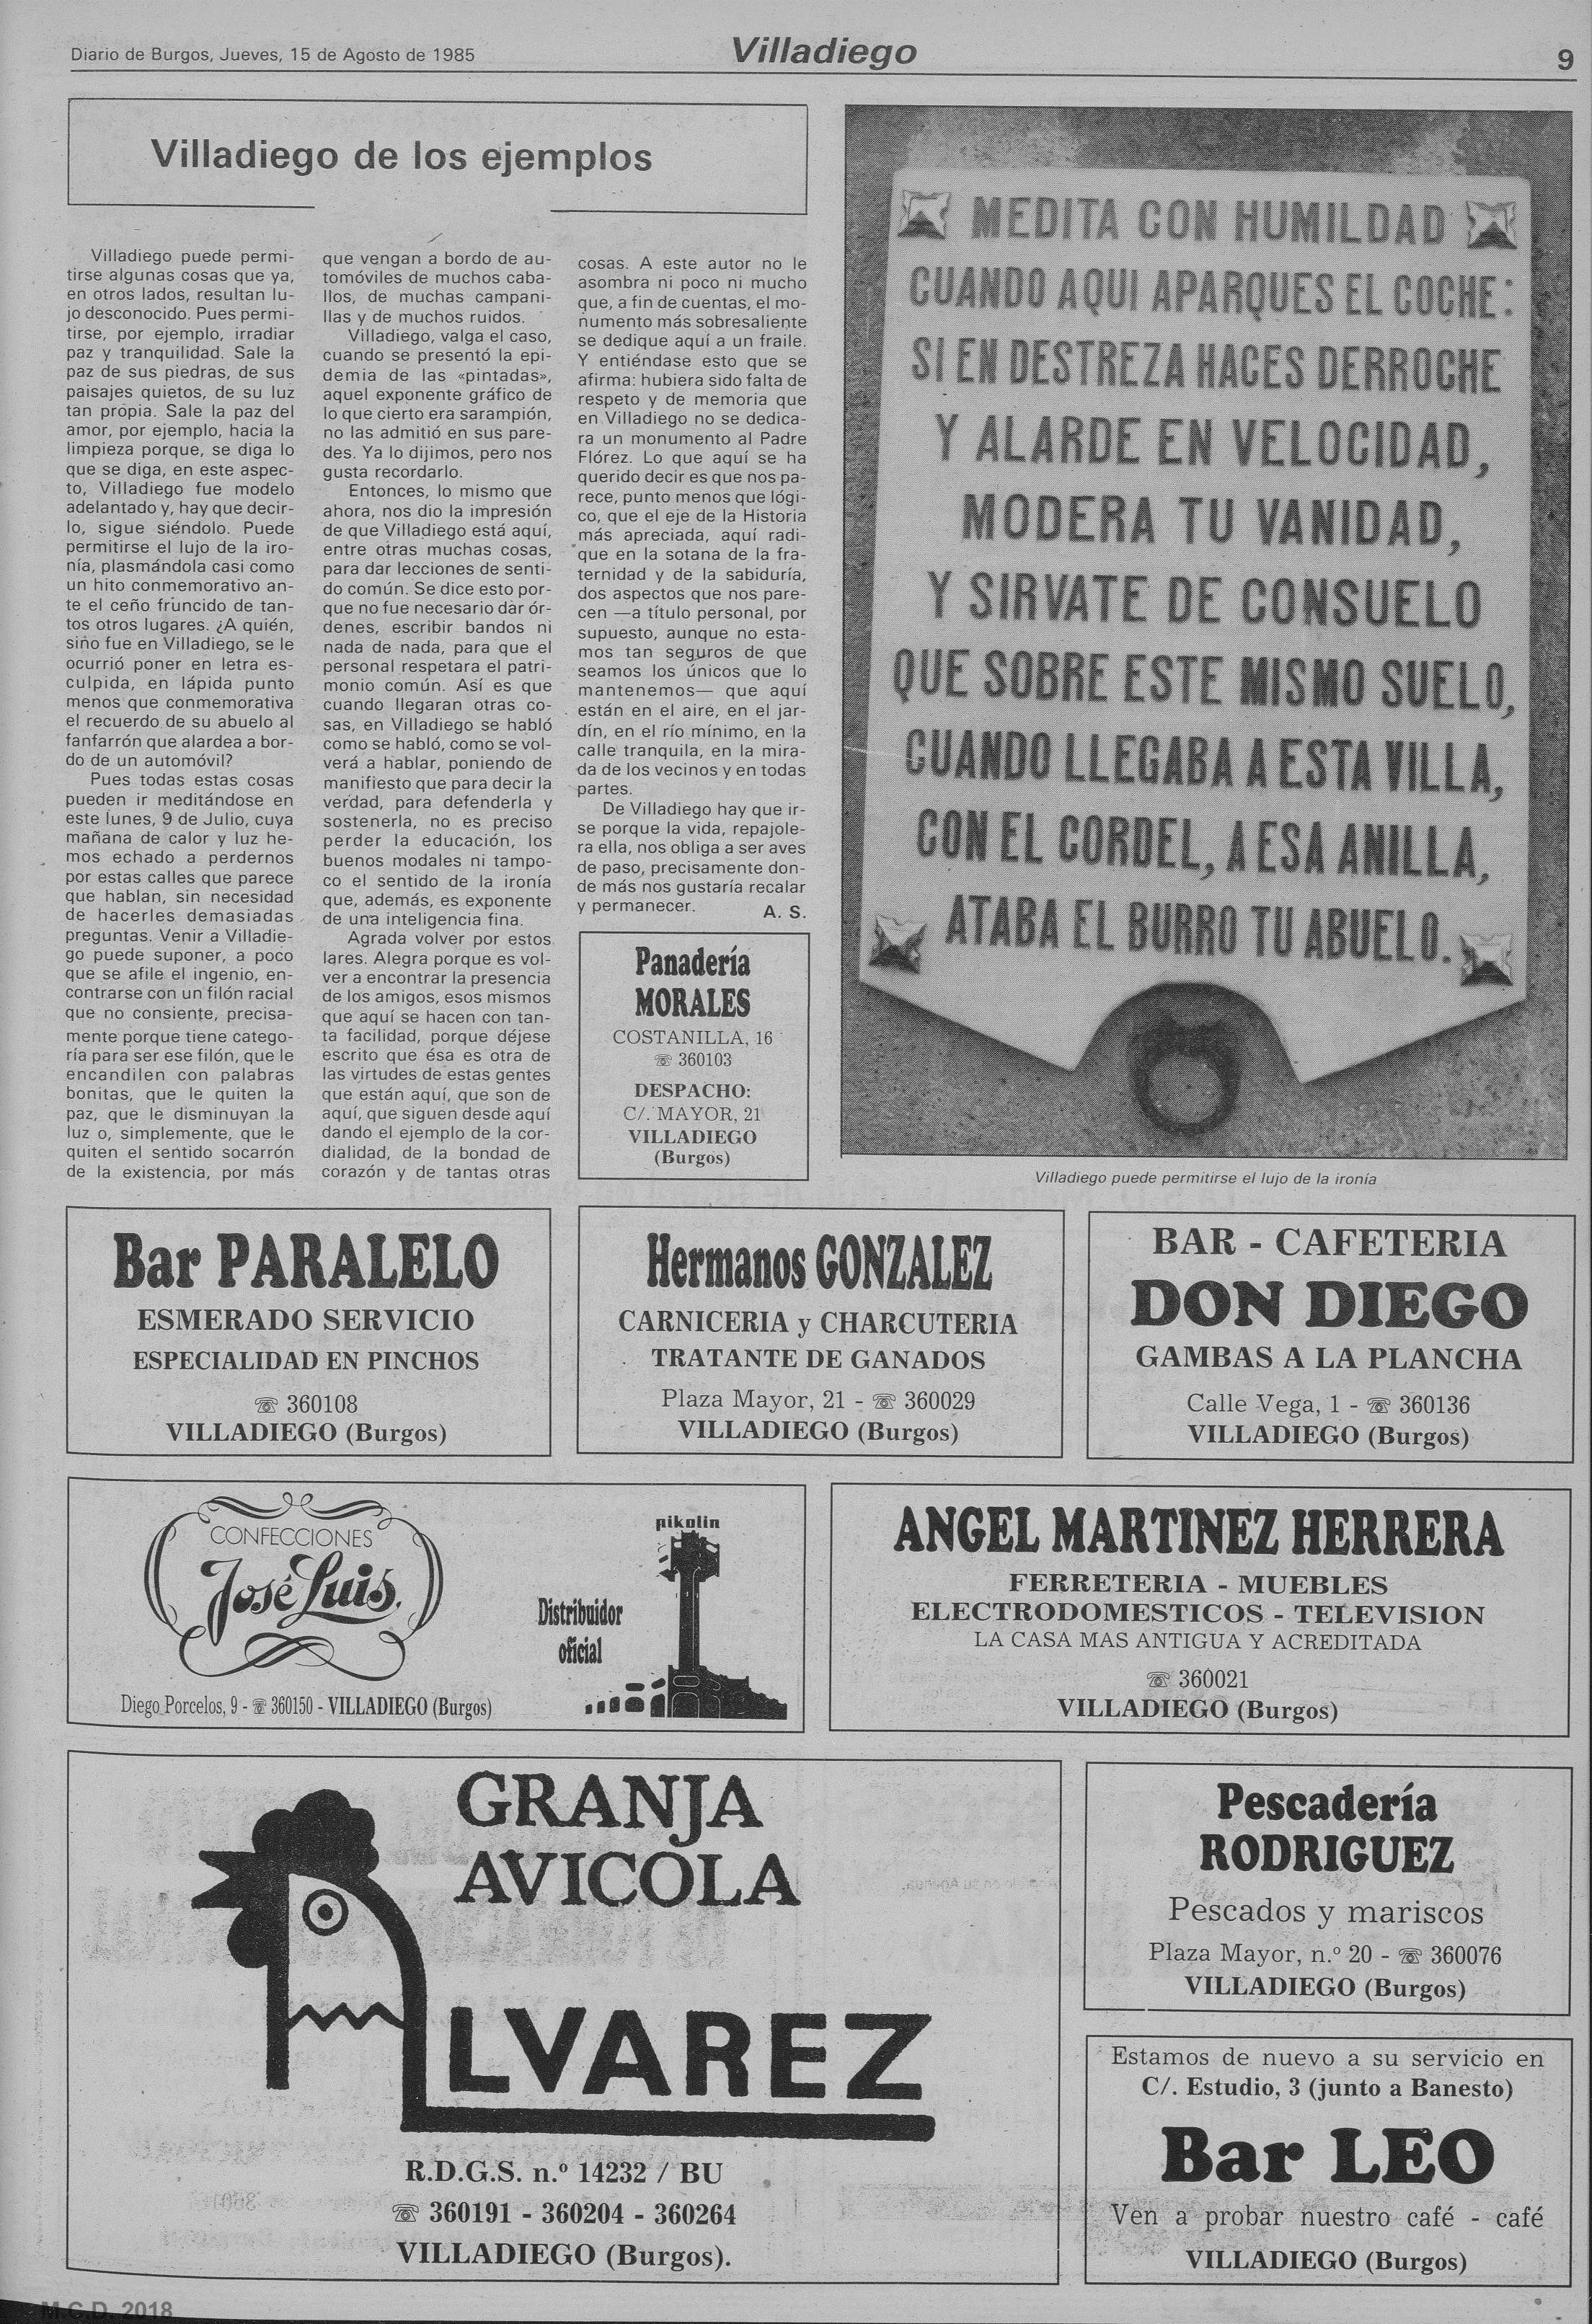 Diario de Burgos, Jueves, 15 de Agosto de 1985
Villadiego
9
Villadiego de los ejemplos
Villadiego puede permi-
tirse algunas cosas que ya,
en otros lados, resultan lu-
jo desconocido. Pues permi-
tirse, por ejemplo, irradiar
paz y tranquilidad. Sale la
paz de sus piedras, de sus
paisajes quietos, de su luz
tan propia. Sale la paz del
amor, por ejemplo, hacia la
limpieza porque, se diga lo
que se diga, en este aspec-
to, Villadiego fue modelo
adelantado y, hay que decir-
lo, sigue siéndolo. Puede
permitirse el lujo de la iro-
nía, plasmándola casi como
un hito conmemorativo an-
te el ceño fruncido de tan-
tos otros lugares. ¿A quién,
sino fue en Villadiego, se le
ocurrió poner en letra es-
culpida, en lápida punto
menos que conmemorativa
el recuerdo de su abuelo al
fanfarrón que alardea a bor-
do de un automóvil?
Pues todas estas cosas
pueden ir meditándose en
este lunes, 9 de Julio, cuya
mañana de calor y luz he-
mos echado a perdernos
por estas calles que parece
que hablan, sin necesidad
de hacerles demasiadas
preguntas. Venir a Villadie-
go puede suponer, a poco
que se afile el ingenio, en-
contrarse con un filón racial
que no consiente, precisa-
mente porque tiene catego-
ría para ser ese filón, que le
encandilen con palabras
bonitas, que le quiten la
paz, que le disminuyan la
luz o, simplemente, que le
quiten el sentido socarrón
de la existencia, por más
que vengan a bordo de au-
tomóviles de muchos caba-
llos, de muchas campani-
llas y de muchos ruidos.
Villadiego, valga el caso,
cuando se presentó la epi-
demia de las «pintadas»,
aquel exponente gráfico de
lo que cierto era sarampión,
no las admitió en sus pare-
des. Ya lo dijimos, pero nos
gusta recordarlo.
Entonces, lo mismo que
ahora, nos dio la impresión
de que Villadiego está aquí,
entre otras muchas cosas,
para dar lecciones de senti-
do común. Se dice esto por-
que no fue necesario dar ór-
denes, escribir bandos ni
nada de nada, para que el
personal respetara el patri-
monio común. Así es que
cuando llegaran otras co-
sas, en Villadiego se habló
como se habló, como se vol-
verá a hablar, poniendo de
manifiesto que para decir la
verdad, para defenderla y
sostenerla, no es preciso
perder la educación, los
buenos modales ni tampo-
co el sentido de la ironía
que, además, es exponente
de una inteligencia fina.
Agrada volver por estos
lares. Alegra porque es vol-
ver a encontrar la presencia
de los amigos, esos mismos
que aquí se hacen con tan-
ta facilidad, porque déjese
escrito que ésa es otra de
las virtudes de estas gentes
que están aquí, que son de
aquí, que siguen desde aquí
dando el ejemplo de la cor-
dialidad, de la bondad de
corazón y de tantas otras
cosas. A este autor no le
asombra ni poco ni mucho
que, a fin de cuentas, el mo-
numento más sobresaliente
se dedique aquí a un fraile.
Y entiéndase esto que se
afirma: hubiera sido falta de
respeto y de memoria que
en Villadiego no se dedica-
ra un monumento al Padre
Flórez. Lo que aquí se ha
querido decir es que nos pa-
rece, punto menos que lógi-
co, que el eje de la Historia
más apreciada, aquí radi-
que en la sotana de la fra-
ternidad y de la sabiduría,
dos aspectos que nos pare-
cen —a título personal, por
supuesto, aunque no esta-
mos tan seguros de que
seamos los únicos que lo
mantenemos— que aquí
están en el aire, en el jar-
dín, en el río mínimo, en la
calle tranquila, en la mira-
da de los vecinos y en todas
partes.
De Villadiego hay que ir-
se porque la vida, repajole-
ra ella, nos obliga a ser aves
de paso, precisamente don-
de más nos gustaría recalar
y permanecer.
A. S.
MEDITA CON HUMILDAD
CUANDO AQUI APARQUES EL COCHE:
SI EN DESTREZA HACES DERROCHE
Y ALARDE EN VELOCIDAD,
MODERA TU VANIDAD,
Y SIRVATE DE CONSUELO
QUE SOBRE ESTE MISMO SUELO,
CUANDO LLEGABA A ESTA VILLA,
CON EL CORDEL, A ESA ANILLA,
ATABA EL BURRO TU ABUELO.
Villadiego puede permitirse el lujo de la ironía
Panadería
MORALES
COSTANILLA, 16
☏ 360103
DESPACHO:
C/. MAYOR, 21
VILLADIEGO
(Burgos)
Bar PARALELO
ESMERADO SERVICIO
ESPECIALIDAD EN PINCHOS
☏ 360108
VILLADIEGO (Burgos)
Hermanos GONZALEZ
CARNICERIA y CHARCUTERIA
TRATANTE DE GANADOS
Plaza Mayor, 21 - ☏ 360029
VILLADIEGO (Burgos)
BAR - CAFETERIA
DON DIEGO
GAMBAS A LA PLANCHA
Calle Vega, 1 - ☏ 360136
VILLADIEGO (Burgos)
CONFECCIONES
José Luis.
Diego Porcelos, 9 - ☏ 360150 - VILLADIEGO (Burgos)
pikolin
Distribuidor
oficial
ANGEL MARTINEZ HERRERA
FERRETERIA - MUEBLES
ELECTRODOMESTICOS - TELEVISION
LA CASA MAS ANTIGUA Y ACREDITADA
☏ 360021
VILLADIEGO (Burgos)
GRANJA
AVICOLA
ALVAREZ
R.D.G.S. n.º 14232 / BU
☏ 360191 - 360204 - 360264
VILLADIEGO (Burgos).
Pescadería
RODRIGUEZ
Pescados y mariscos
Plaza Mayor, n.º 20 - ☏ 360076
VILLADIEGO (Burgos)
Estamos de nuevo a su servicio en
C/. Estudio, 3 (junto a Banesto)
Bar LEO
Ven a probar nuestro café - café
VILLADIEGO (Burgos)
M.C.D. 2018